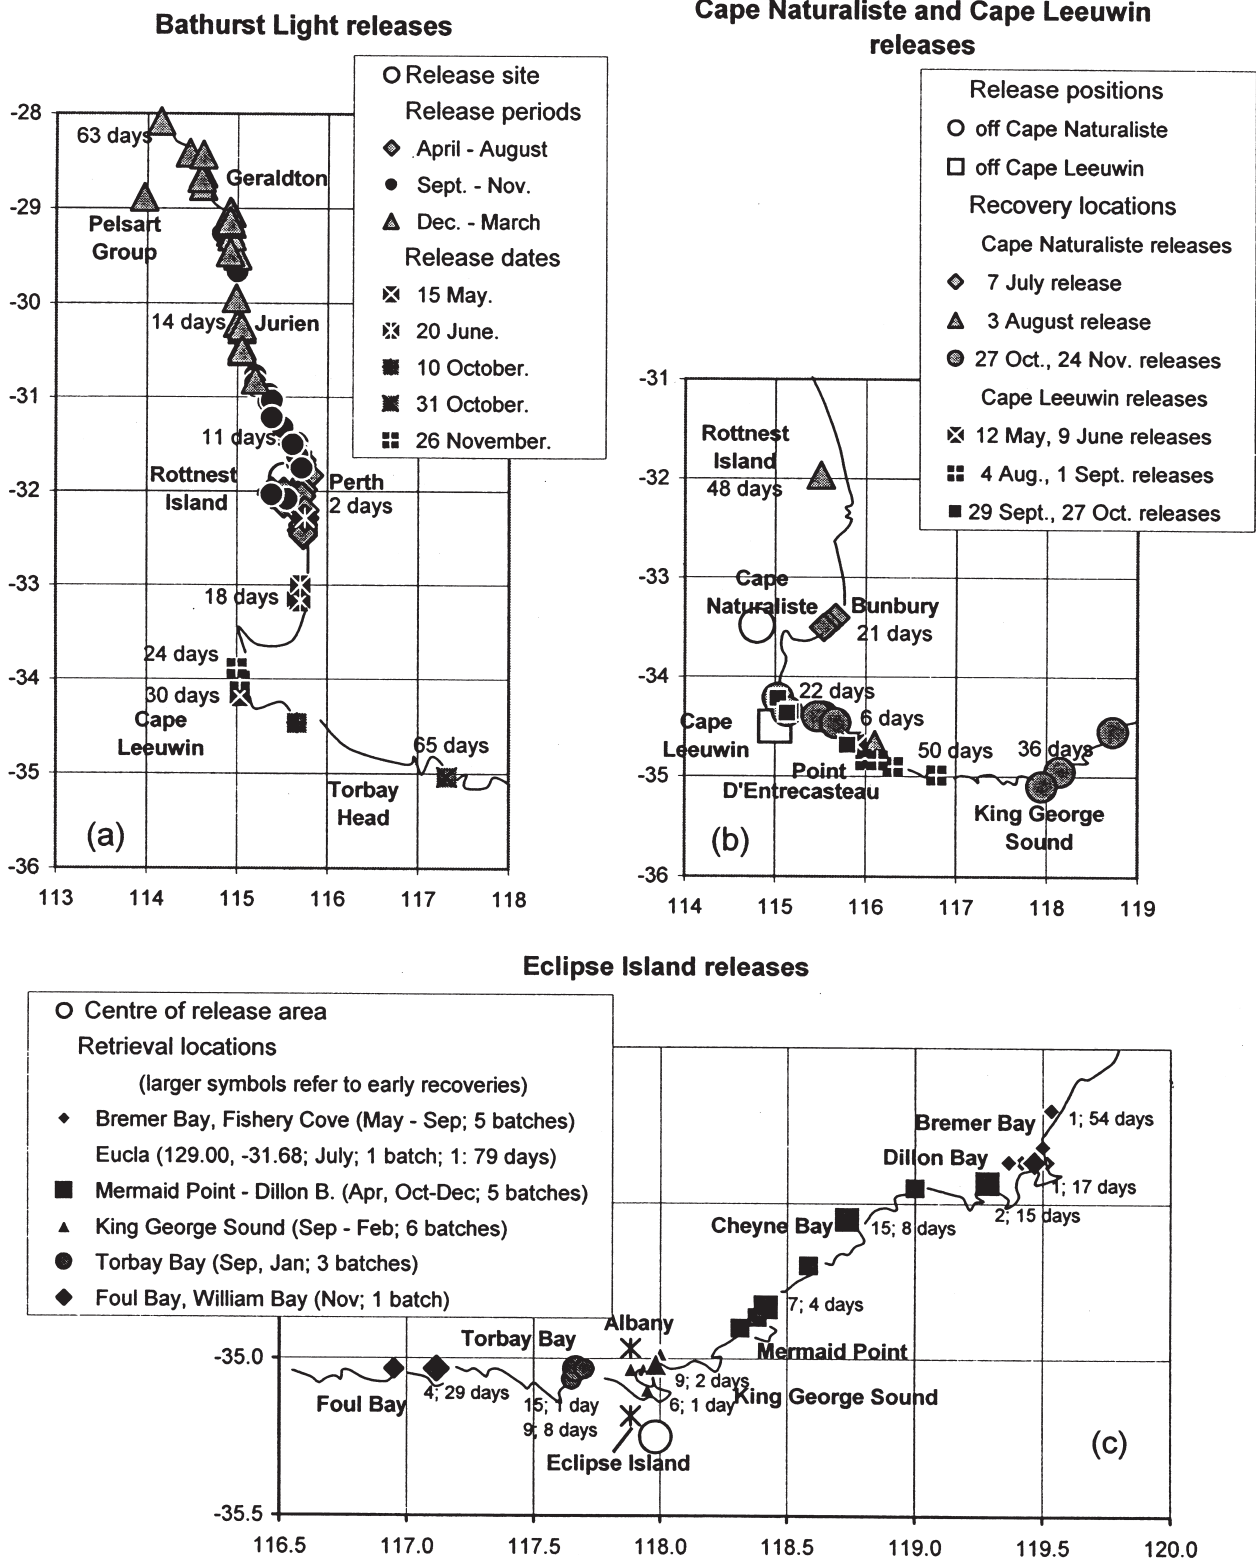 Bathurst Light releases
Release site
Release periods
April - August
Sept. - Nov.
Dec. - March
Release dates
15 May.
20 June.
10 October.
31 October.
26 November.
-28
-29
-30
-31
-32
-33
-34
-35
-36
113
114
115
116
117
118
63 days
Geraldton
Pelsart
Group
14 days
Jurien
11 days
Rottnest
Island
Perth
2 days
18 days
24 days
30 days
Cape
Leeuwin
65 days
Torbay
Head
(a)
Cape Naturaliste and Cape Leeuwin
releases
Release positions
off Cape Naturaliste
off Cape Leeuwin
Recovery locations
Cape Naturaliste releases
7 July release
3 August release
27 Oct., 24 Nov. releases
Cape Leeuwin releases
12 May, 9 June releases
4 Aug., 1 Sept. releases
29 Sept., 27 Oct. releases
-31
-32
-33
-34
-35
-36
114
115
116
117
118
119
Rottnest
Island
48 days
Cape
Naturaliste
Bunbury
21 days
22 days
6 days
Cape
Leeuwin
50 days
36 days
Point
D'Entrecasteau
King George
Sound
(b)
Eclipse Island releases
Centre of release area
Retrieval locations
(larger symbols refer to early recoveries)
Bremer Bay, Fishery Cove (May - Sep; 5 batches)
Eucla (129.00, -31.68; July; 1 batch; 1: 79 days)
Mermaid Point - Dillon B. (Apr, Oct-Dec; 5 batches)
King George Sound (Sep - Feb; 6 batches)
Torbay Bay (Sep, Jan; 3 batches)
Foul Bay, William Bay (Nov; 1 batch)
Bremer Bay
1; 54 days
Dillon Bay
1; 17 days
2; 15 days
Cheyne Bay
15; 8 days
7; 4 days
Albany
Torbay Bay
Mermaid Point
-35.0
9; 2 days
King George Sound
Foul Bay
4; 29 days
15; 1 day
6; 1 day
9; 8 days
Eclipse Island
(c)
-35.5
116.5
117.0
117.5
118.0
118.5
119.0
119.5
120.0